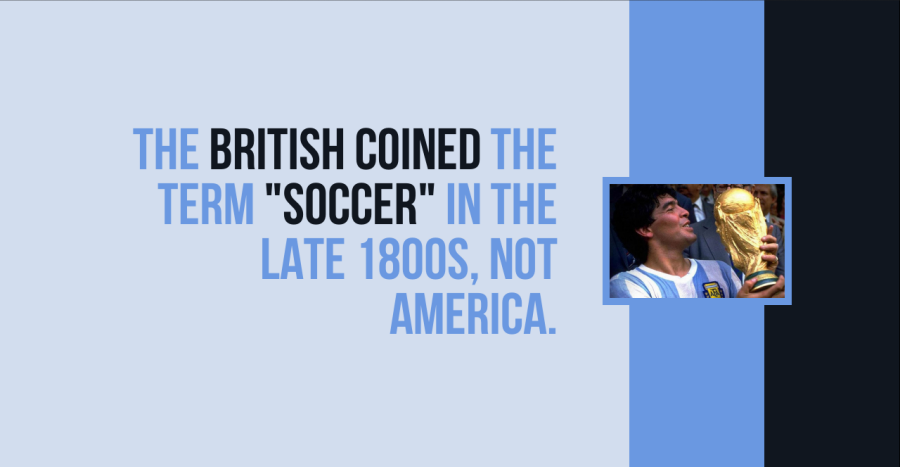 THE BRITISH COINED THE
TERM "SOCCER" IN THE
LATE 1800S, NOT
AMERICA.